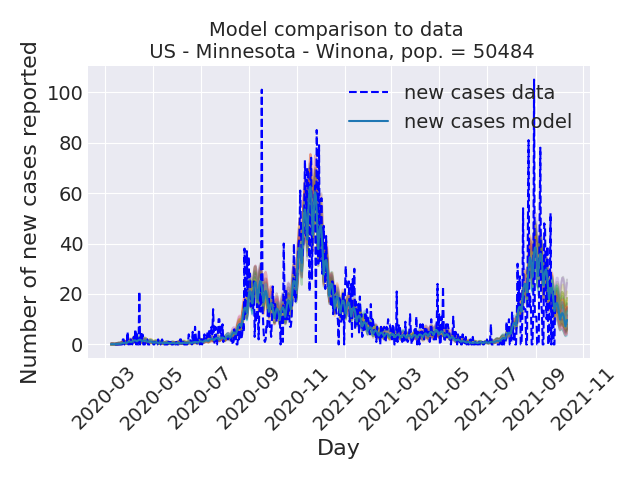 Model comparison to data
US - Minnesota - Winona, pop. = 50484
Number of new cases reported
100
80
60
40
20
0
new cases data
new cases model
2020-03
2020-05
2020-07
2020-09
2020-11
2021-01
2021-03
2021-05
2021-07
2021-09
2021-11
Day